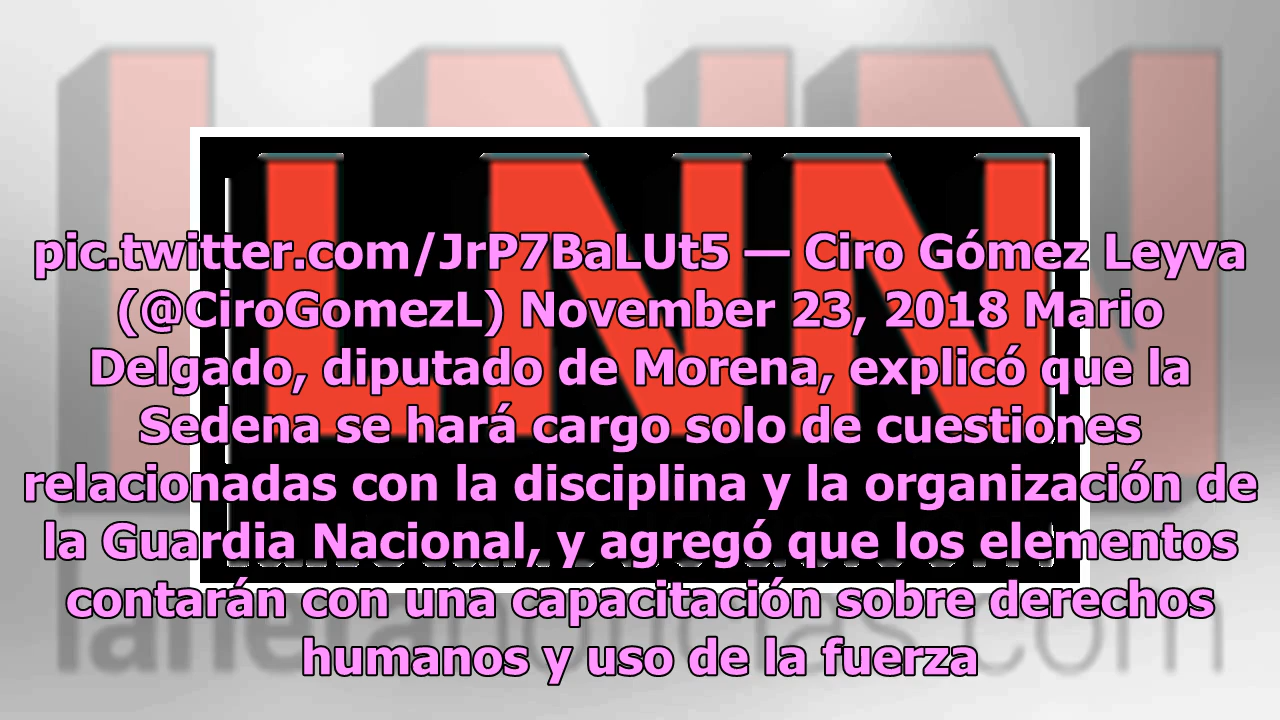 LNN
pic.twitter.com/JrP7BaLUt5 — Ciro Gómez Leyva
(@CiroGomezL) November 23, 2018 Mario
Delgado, diputado de Morena, explicó que la
Sedena se hará cargo solo de cuestiones
relacionadas con la disciplina y la organización de
la Guardia Nacional, y agregó que los elementos
contarán con una capacitación sobre derechos
humanos y uso de la fuerza